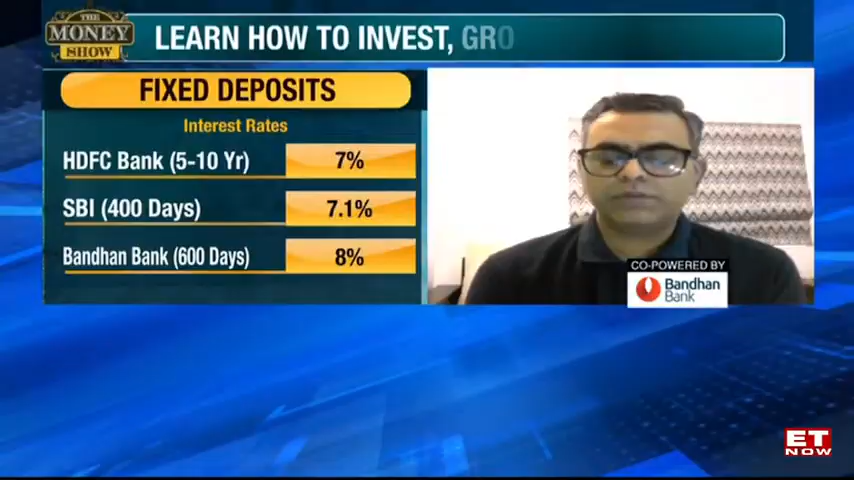 THE
MONEY
SHOW
LEARN HOW TO INVEST, GRO
FIXED DEPOSITS
Interest Rates
HDFC Bank (5-10 Yr) 7%
SBI (400 Days) 7.1%
Bandhan Bank (600 Days) 8%
CO-POWERED BY
Bandhan
Bank
ET
NOW